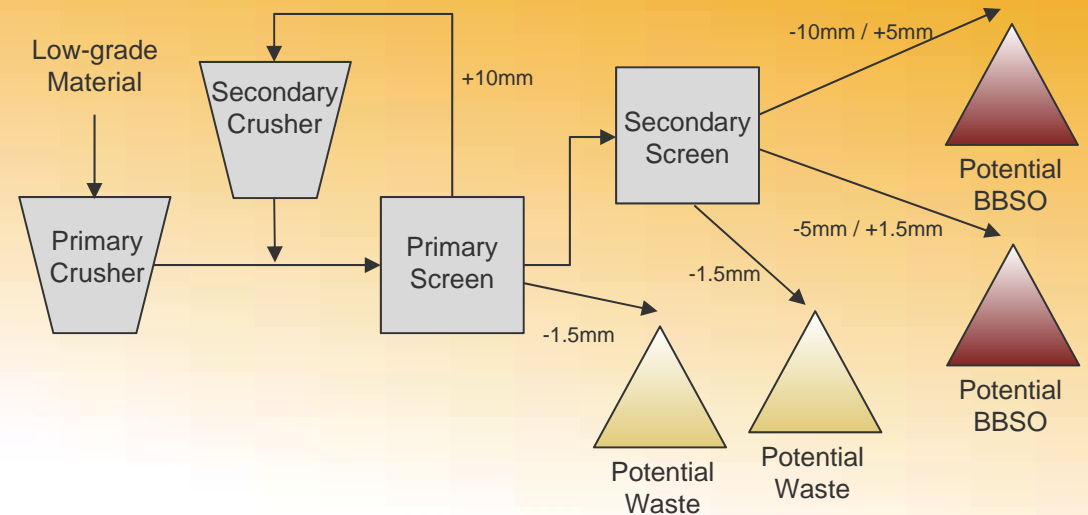 Low-grade
Material
Secondary
Crusher
+10mm
Primary
Crusher
Primary
Screen
-1.5mm
Secondary
Screen
-10mm / +5mm
Potential
BBSO
-5mm / +1.5mm
Potential
BBSO
-1.5mm
Potential
Waste
Potential
Waste